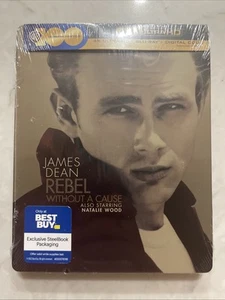 JAMES
DEAN
REBEL
WITHOUT A CAUSE
ALSO STARRING
NATALIE WOOD
Only at
BEST
BUY
Exclusive SteelBook
Packaging